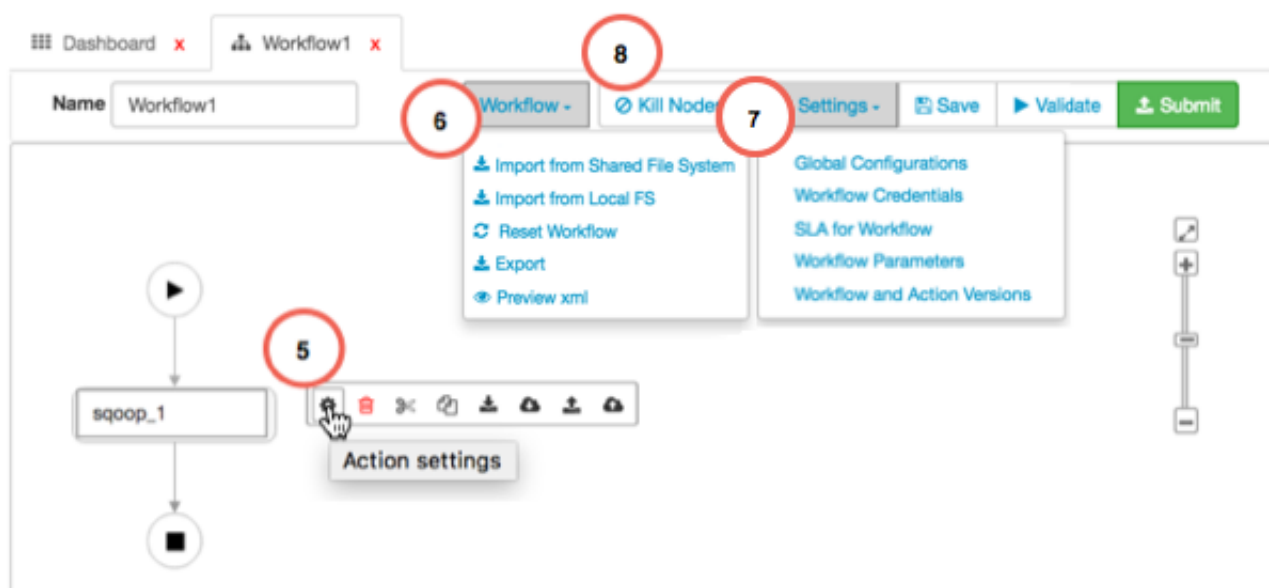 Dashboard x Workflow1 x
8
Name Workflow1 6 Workflow Kill Nodes 7 Settings Save Validate Submit
Import from Shared File System
Import from Local FS
Reset Workflow
Export
Preview xml
Global Configurations
Workflow Credentials
SLA for Workflow
Workflow Parameters
Workflow and Action Versions
5
sqoop_1
Action settings